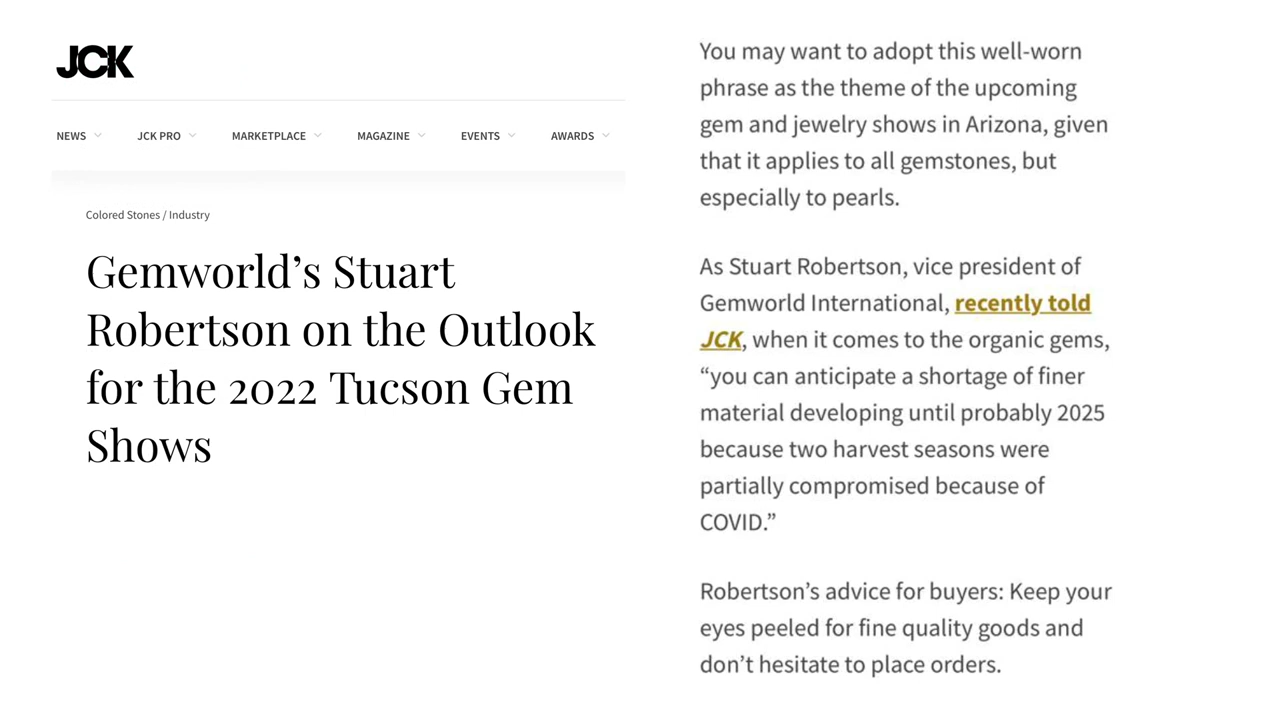 JCK
NEWS
JCK PRO
MARKETPLACE
MAGAZINE
EVENTS
AWARDS
Colored Stones / Industry
Gemworld’s Stuart
Robertson on the Outlook
for the 2022 Tucson Gem
Shows
You may want to adopt this well-worn
phrase as the theme of the upcoming
gem and jewelry shows in Arizona, given
that it applies to all gemstones, but
especially to pearls.
As Stuart Robertson, vice president of
Gemworld International, recently told
JCK, when it comes to the organic gems,
“you can anticipate a shortage of finer
material developing until probably 2025
because two harvest seasons were
partially compromised because of
COVID.”
Robertson’s advice for buyers: Keep your
eyes peeled for fine quality goods and
don’t hesitate to place orders.